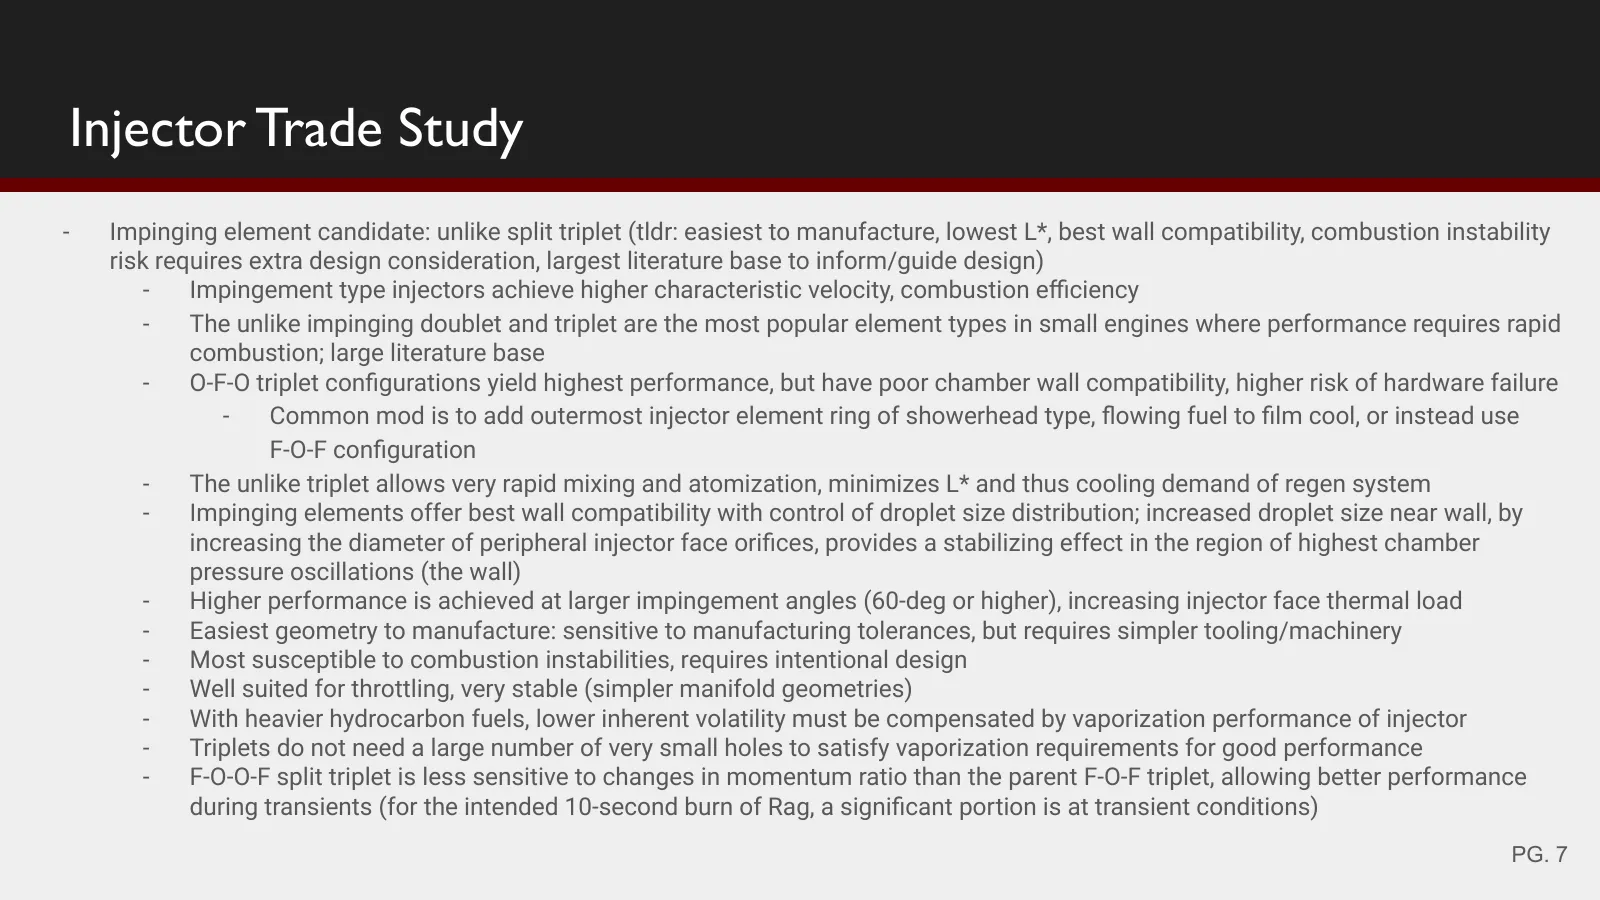 Injector Trade Study
- Impinging element candidate: unlike split triplet (tldr: easiest to manufacture, lowest L*, best wall compatibility, combustion instability
risk requires extra design consideration, largest literature base to inform/guide design)
- Impingement type injectors achieve higher characteristic velocity, combustion efficiency
- The unlike impinging doublet and triplet are the most popular element types in small engines where performance requires rapid
combustion; large literature base
- O-F-O triplet configurations yield highest performance, but have poor chamber wall compatibility, higher risk of hardware failure
- Common mod is to add outermost injector element ring of showerhead type, flowing fuel to film cool, or instead use
F-O-F configuration
- The unlike triplet allows very rapid mixing and atomization, minimizes L* and thus cooling demand of regen system
- Impinging elements offer best wall compatibility with control of droplet size distribution; increased droplet size near wall, by
increasing the diameter of peripheral injector face orifices, provides a stabilizing effect in the region of highest chamber
pressure oscillations (the wall)
- Higher performance is achieved at larger impingement angles (60-deg or higher), increasing injector face thermal load
- Easiest geometry to manufacture: sensitive to manufacturing tolerances, but requires simpler tooling/machinery
- Most susceptible to combustion instabilities, requires intentional design
- Well suited for throttling, very stable (simpler manifold geometries)
- With heavier hydrocarbon fuels, lower inherent volatility must be compensated by vaporization performance of injector
- Triplets do not need a large number of very small holes to satisfy vaporization requirements for good performance
- F-O-O-F split triplet is less sensitive to changes in momentum ratio than the parent F-O-F triplet, allowing better performance
during transients (for the intended 10-second burn of Rag, a significant portion is at transient conditions)
PG. 7